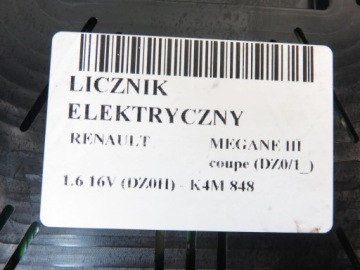 LICZNIK
ELEKTRYCZNY
RENAULT MEGANE III
coupe (DZ0/1_)
1.6 16V (DZ0H) - K4M 848